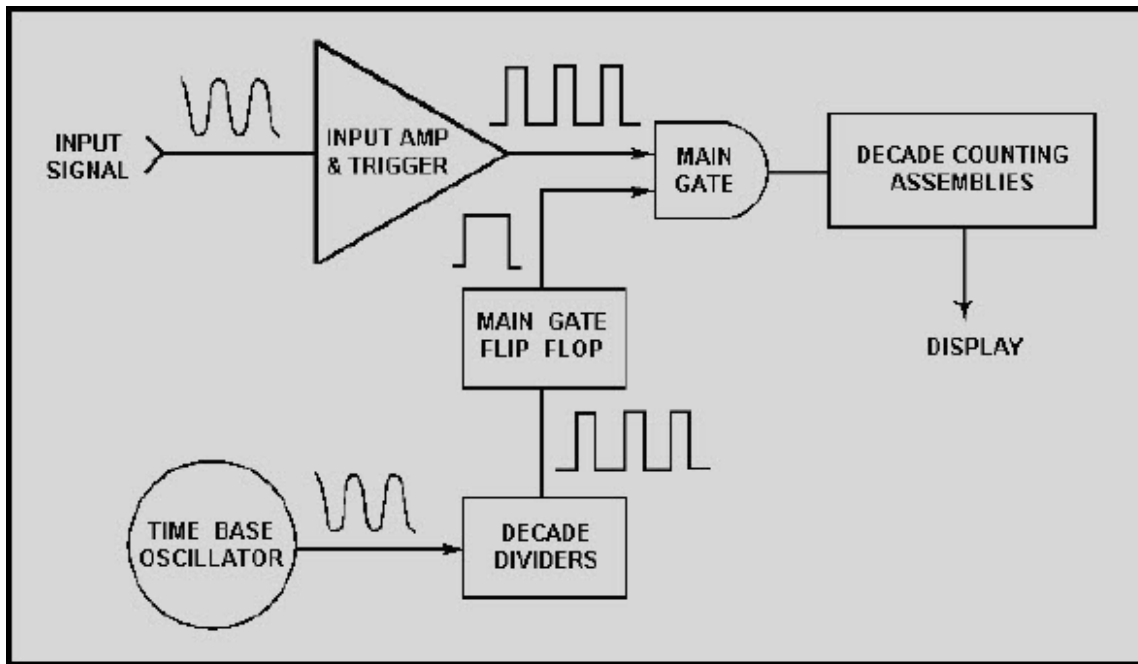 INPUT
SIGNAL
INPUT AMP
& TRIGGER
MAIN
GATE
DECADE COUNTING
ASSEMBLIES
MAIN GATE
FLIP FLOP
DISPLAY
TIME BASE
OSCILLATOR
DECADE
DIVIDERS